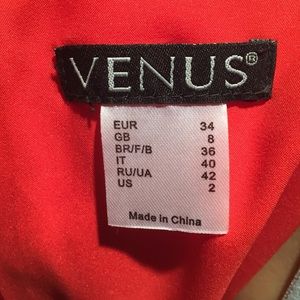 VENUS®
EUR 34
GB 8
BR/F/B 36
IT 40
RU/UA 42
US 2
Made in China